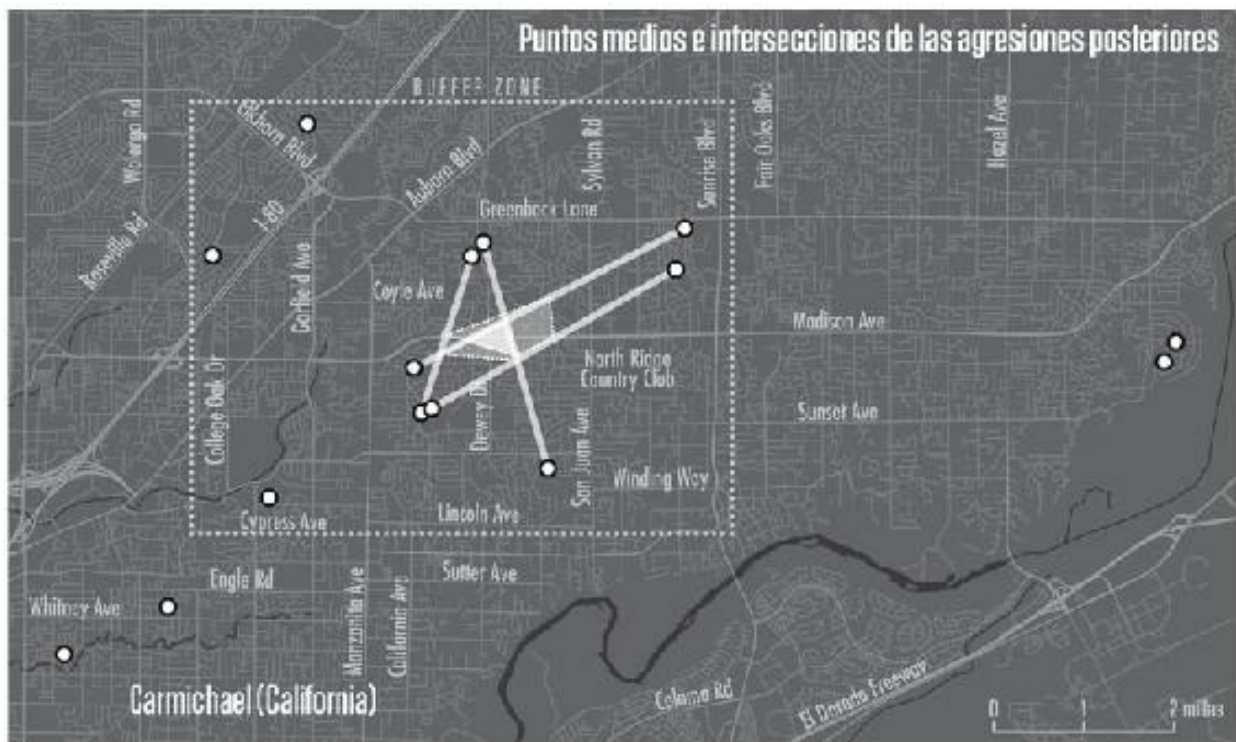 Puntos medios e intersecciones de las agresiones posteriores
BUFFER ZONE
Elkhorn Blvd
Watt
Roseville Rd
I-80
Garfield Ave
Auburn Blvd
Sylvan Rd
Sunrise Blvd
Fair Oaks Blvd
Hazel Ave
Greenback Lane
Coyle Ave
Madison Ave
North Ridge
Country Club
College Oak Dr
Dewey Dr
San Juan Ave
Sunset Ave
Winding Way
Cypress Ave
Lincoln Ave
Engle Rd
Sutter Ave
Whitney Ave
Manzanita Ave
California Ave
Carmichael (California)
Coloma Rd
El Dorado Freeway
0 1 2 millas